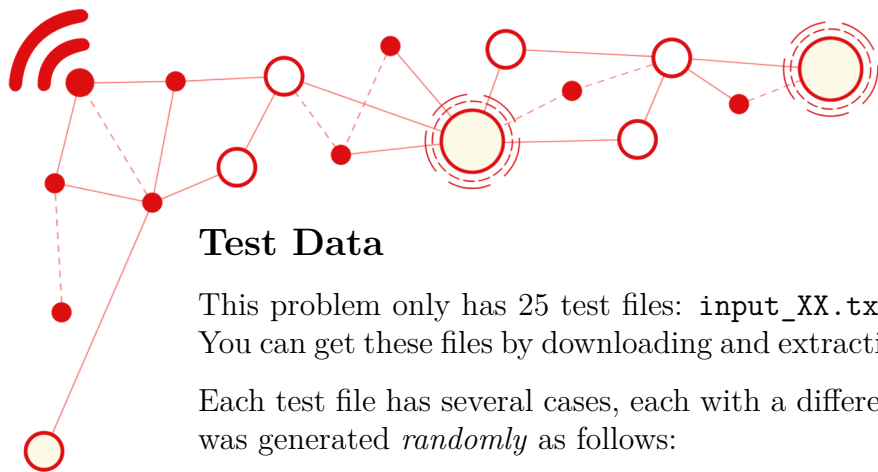 Test Data
This problem only has 25 test files: input_XX.tx
You can get these files by downloading and extracti
Each test file has several cases, each with a differe
was generated randomly as follows: